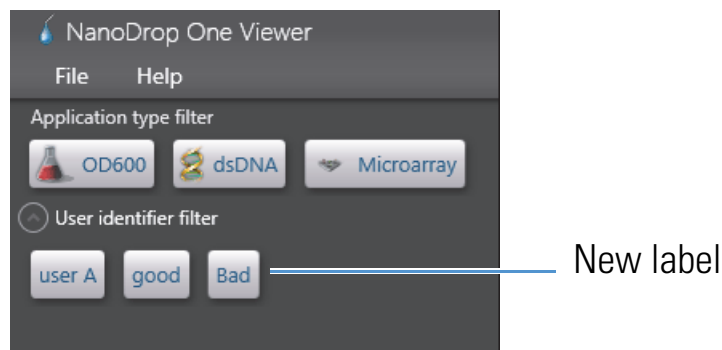 NanoDrop One Viewer
File Help
Application type filter
OD600 dsDNA Microarray
User identifier filter
user A good Bad
New label